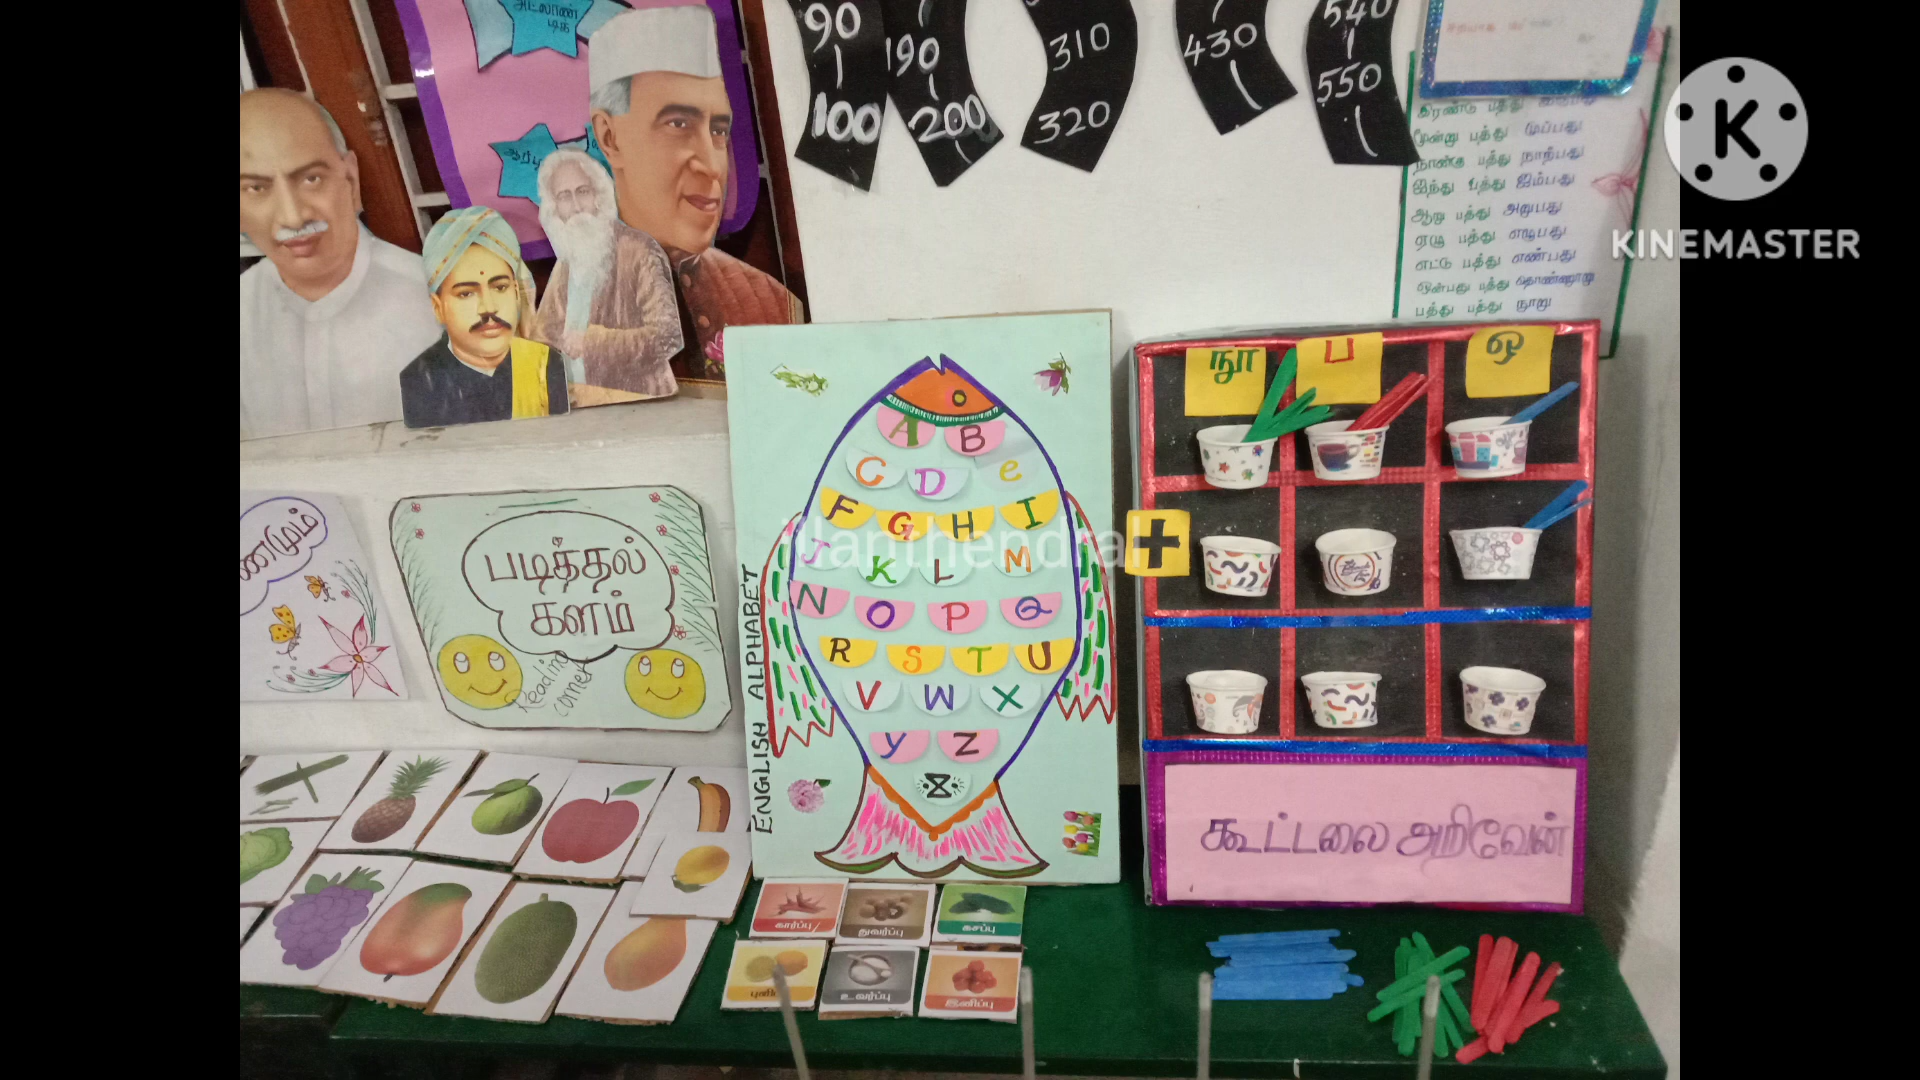 அட்லாண்
டிக்
90
100
190
200
310
320
430
540
550
இரண்டு பத்து இருபது
மூன்று பத்து முப்பது
நான்கு பத்து நாற்பது
ஐந்து பத்து ஐம்பது
ஆறு பத்து அறுபது
ஏழு பத்து எழுபது
எட்டு பத்து எண்பது
ஒன்பது பத்து தொண்ணூறு
பத்து பத்து நூறு
KINEMASTER
படித்தல்
களம்
Reading
corner
ENGLISH ALPHABET
A B
C D e
F G H I
J K L M
N O P Q
R S T U
V W X
Y Z
illanthendral
நூ ப ஒ
+
கூட்டலை அறிவேன்
கார்ப்பு
துவர்ப்பு
கசப்பு
உவர்ப்பு
இனிப்பு